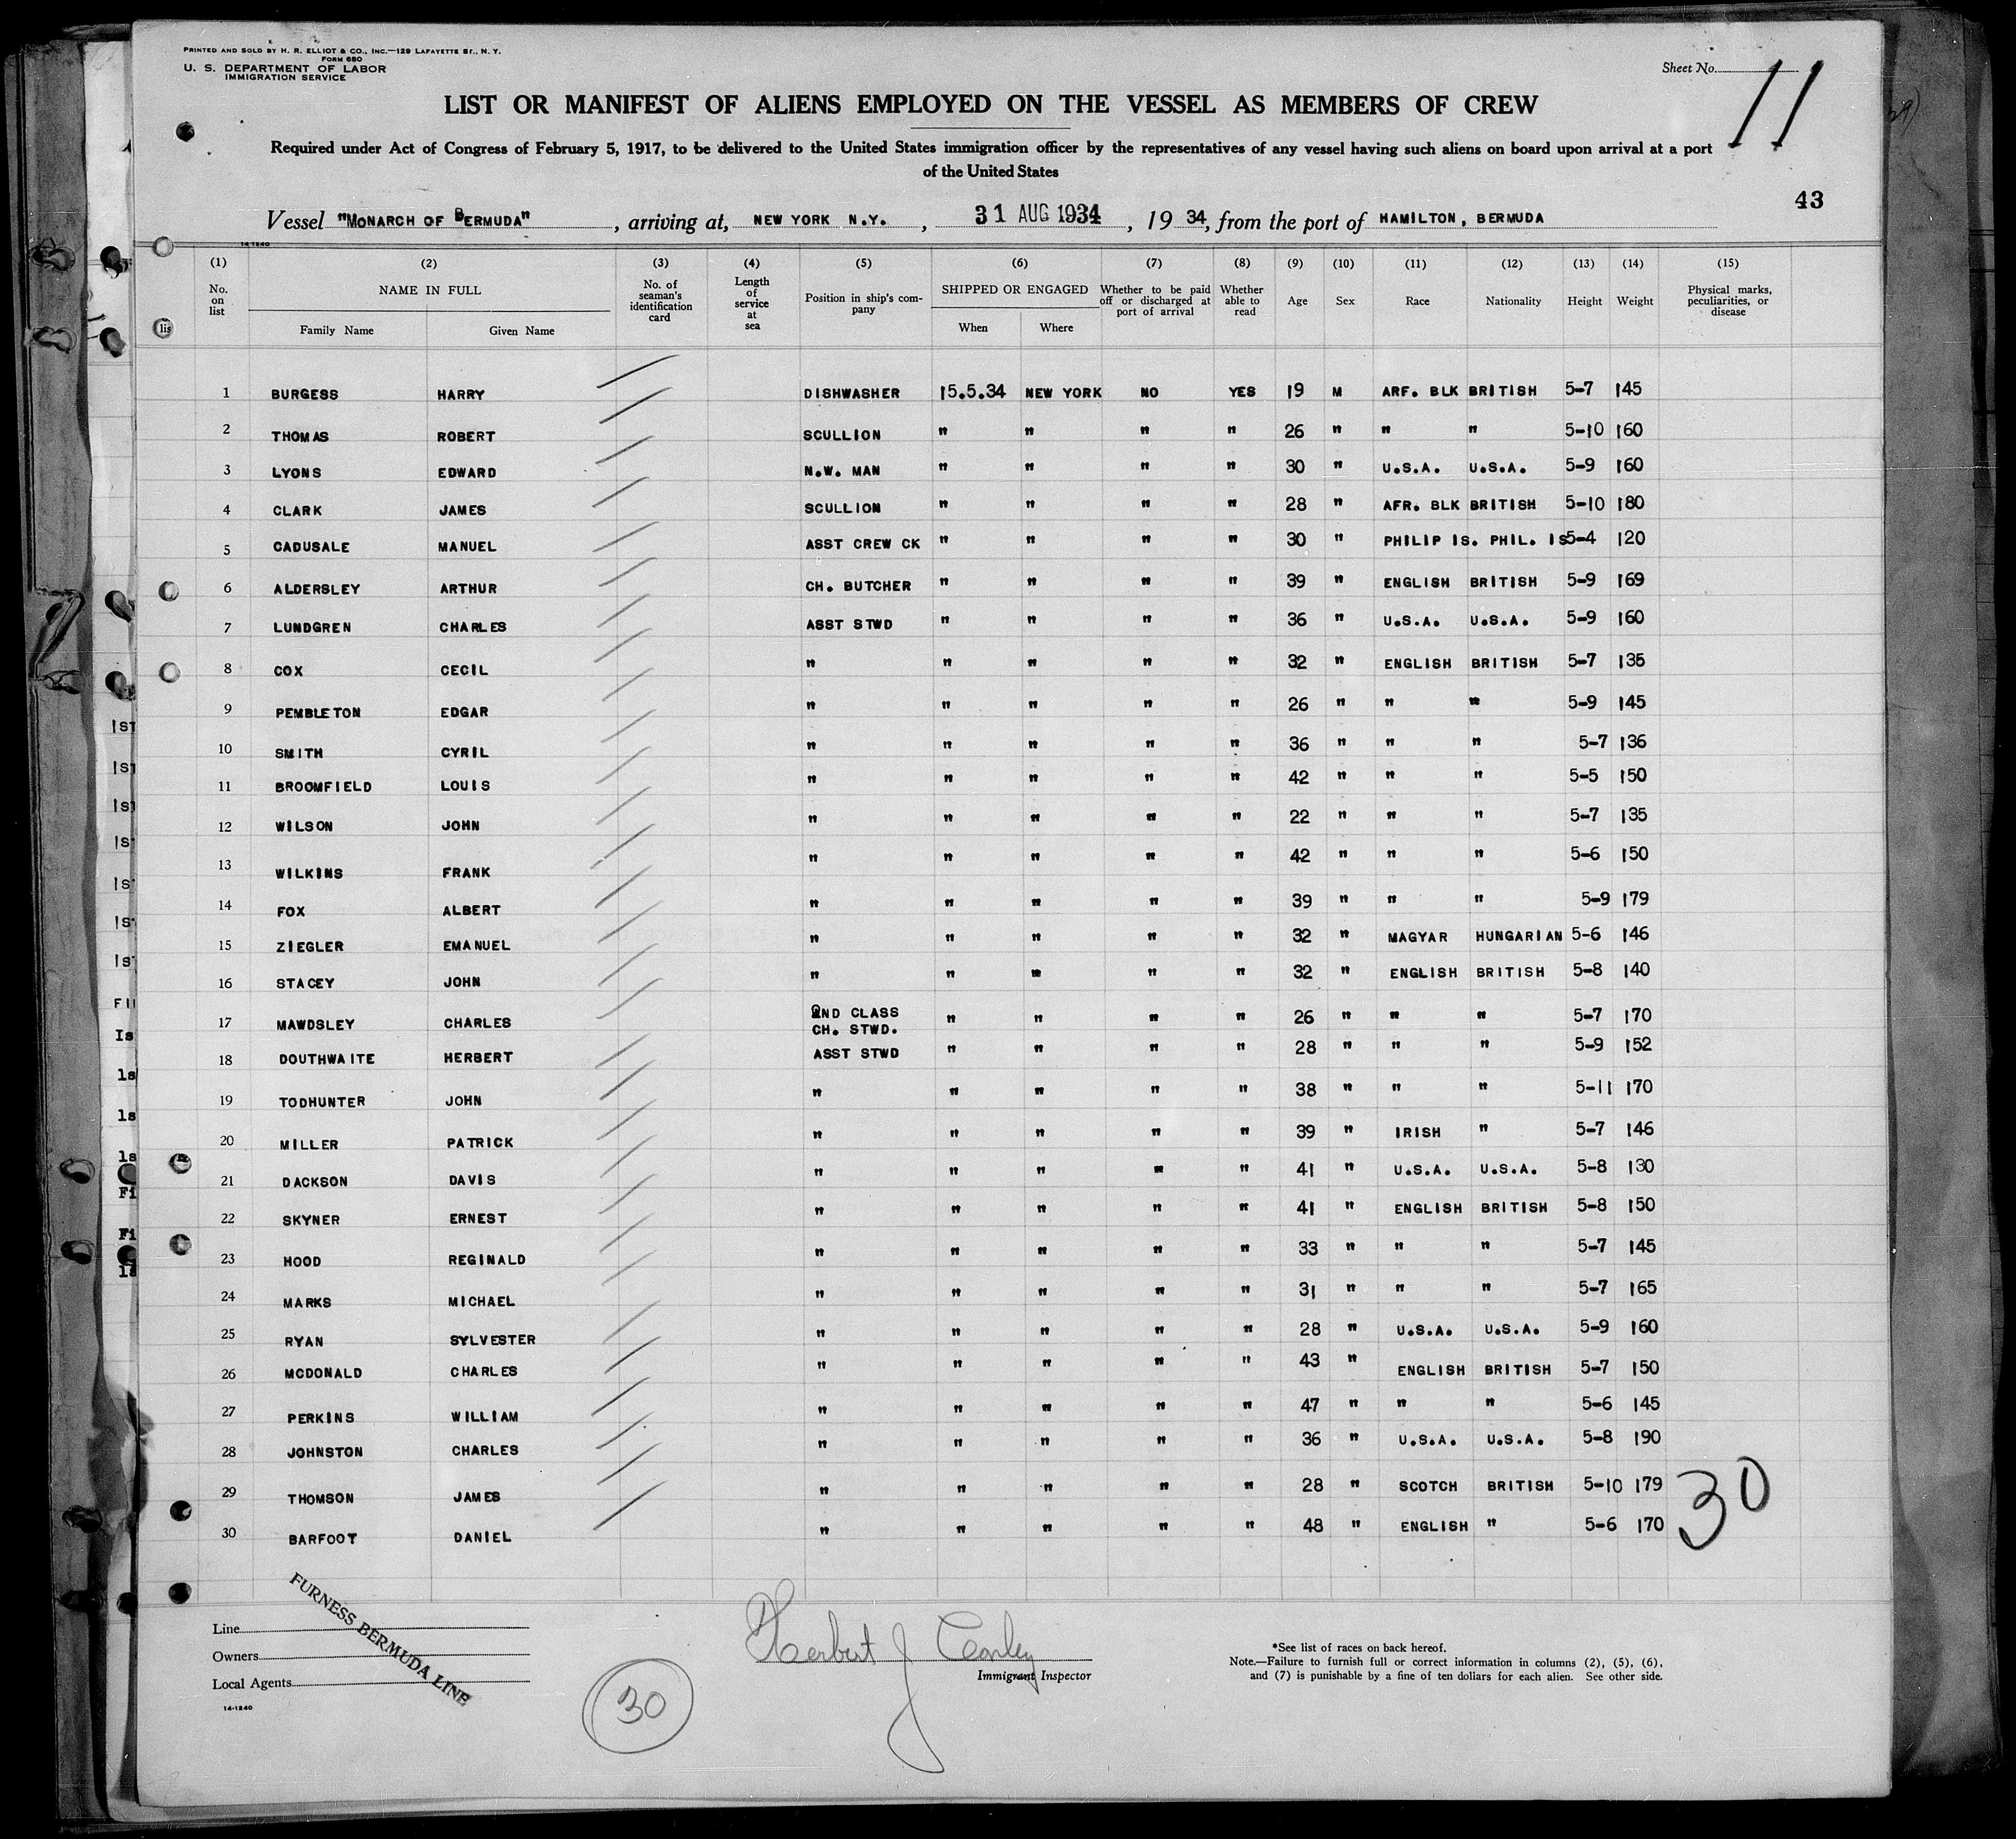 PRINTED AND SOLD BY H. R. ELLIOT & CO., INC.—129 LAFAYETTE ST., N. Y.
FORM 680
U. S. DEPARTMENT OF LABOR
IMMIGRATION SERVICE
Sheet No. 11
LIST OR MANIFEST OF ALIENS EMPLOYED ON THE VESSEL AS MEMBERS OF CREW
Required under Act of Congress of February 5, 1917, to be delivered to the United States immigration officer by the representatives of any vessel having such aliens on board upon arrival at a port
of the United States
43
Vessel "MONARCH OF BERMUDA", arriving at, NEW YORK N.Y., 31 AUG 1934, 1934, from the port of HAMILTON, BERMUDA
14-1240
(1) (2) (3) (4) (5) (6) (7) (8) (9) (10) (11) (12) (13) (14) (15)
No. on list NAME IN FULL Family Name Given Name No. of seaman's identification card Length of service at sea Position in ship's company SHIPPED OR ENGAGED When Where Whether to be paid off or discharged at port of arrival Whether able to read Age Sex Race Nationality Height Weight Physical marks, peculiarities, or disease
1 BURGESS HARRY DISHWASHER 15.5.34 NEW YORK NO YES 19 M ARF. BLK BRITISH 5-7 145
2 THOMAS ROBERT SCULLION " " " " 26 " " " 5-10 160
3 LYONS EDWARD N.W. MAN " " " " 30 " U.S.A. U.S.A. 5-9 160
4 CLARK JAMES SCULLION " " " " 28 " AFR. BLK BRITISH 5-10 180
5 CADUSALE MANUEL ASST CREW CK " " " " 30 " PHILIP IS. PHIL. IS 5-4 120
6 ALDERSLEY ARTHUR CH. BUTCHER " " " " 39 " ENGLISH BRITISH 5-9 169
7 LUNDGREN CHARLES ASST STWD " " " " 36 " U.S.A. U.S.A. 5-9 160
8 COX CECIL " " " " " 32 " ENGLISH BRITISH 5-7 135
9 PEMBLETON EDGAR " " " " " 26 " " " 5-9 145
10 SMITH CYRIL " " " " " 36 " " " 5-7 136
11 BROOMFIELD LOUIS " " " " " 42 " " " 5-5 150
12 WILSON JOHN " " " " " 22 " " " 5-7 135
13 WILKINS FRANK " " " " " 42 " " " 5-6 150
14 FOX ALBERT " " " " " 39 " " " 5-9 179
15 ZIEGLER EMANUEL " " " " " 32 " MAGYAR HUNGARIAN 5-6 146
16 STACEY JOHN " " " " " 32 " ENGLISH BRITISH 5-8 140
17 MAWDSLEY CHARLES 2ND CLASS CH. STWD. " " " " 26 " " " 5-7 170
18 DOUTHWAITE HERBERT ASST STWD " " " " 28 " " " 5-9 152
19 TODHUNTER JOHN " " " " " 38 " " " 5-11 170
20 MILLER PATRICK " " " " " 39 " IRISH " 5-7 146
21 DACKSON DAVIS " " " " " 41 " U.S.A. U.S.A. 5-8 130
22 SKYNER ERNEST " " " " " 41 " ENGLISH BRITISH 5-8 150
23 HOOD REGINALD " " " " " 33 " " " 5-7 145
24 MARKS MICHAEL " " " " " 31 " " " 5-7 165
25 RYAN SYLVESTER " " " " " 28 " U.S.A. U.S.A. 5-9 160
26 MCDONALD CHARLES " " " " " 43 " ENGLISH BRITISH 5-7 150
27 PERKINS WILLIAM " " " " " 47 " " " 5-6 145
28 JOHNSTON CHARLES " " " " " 36 " U.S.A. U.S.A. 5-8 190
29 THOMSON JAMES " " " " " 28 " SCOTCH BRITISH 5-10 179
30 BARFOOT DANIEL " " " " " 48 " ENGLISH " 5-6 170
30
Line
Owners
Local Agents
FURNESS BERMUDA LINE
14-1240
30
Herbert J Conley
Immigrant Inspector
*See list of races on back hereof.
Note.—Failure to furnish full or correct information in columns (2), (5), (6),
and (7) is punishable by a fine of ten dollars for each alien. See other side.